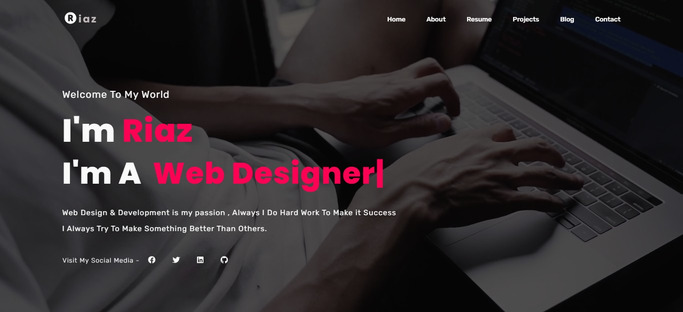 Riaz
Home About Resume Projects Blog Contact
Welcome To My World
I'm Riaz
I'm A Web Designer|
Web Design & Development is my passion , Always I Do Hard Work To Make it Success
I Always Try To Make Something Better Than Others.
Visit My Social Media -